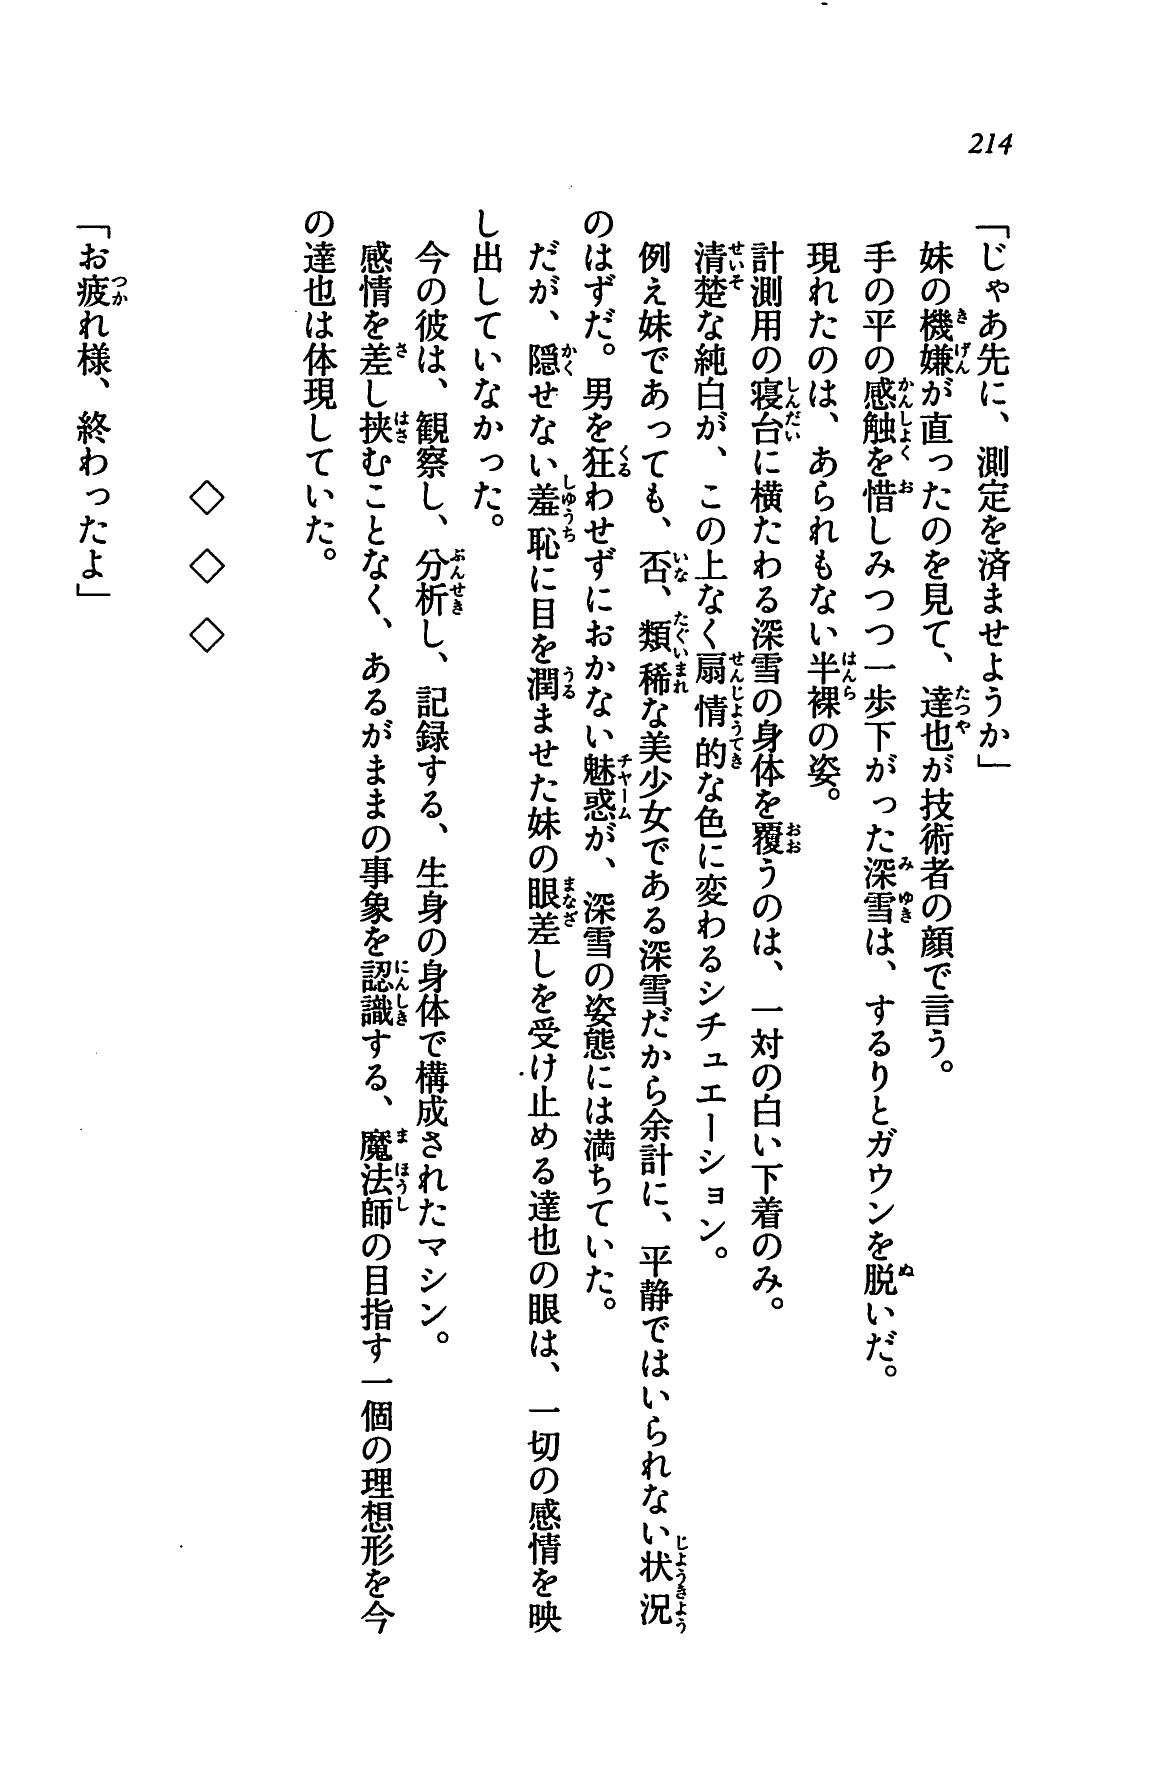 214
「じゃあ先に、測定を済ませようか」
妹の機嫌が直ったのを見て、達也が技術者の顔で言う。
手の平の感触を惜しみつつ一歩下がった深雪は、するりとガウンを脱いだ。
現れたのは、あられもない半裸の姿。
計測用の寝台に横たわる深雪の身体を覆うのは、一対の白い下着のみ。
清楚な純白が、この上なく扇情的な色に変わるシチュエーション。
例え妹であっても、否、類稀な美少女である深雪だから余計に、平静ではいられない状況
のはずだ。男を狂わせずにおかない魅惑が、深雪の姿態には満ちていた。
だが、隠せない羞恥に目を潤ませた妹の眼差しを受け止める達也の眼は、一切の感情を映
し出していなかった。
今の彼は、観察し、分析し、記録する、生身の身体で構成されたマシン。
感情を差し挟むことなく、あるがままの事象を認識する、魔法師の目指す一個の理想形を今
の達也は体現していた。
◇ ◇ ◇
「お疲れ様、終わったよ」